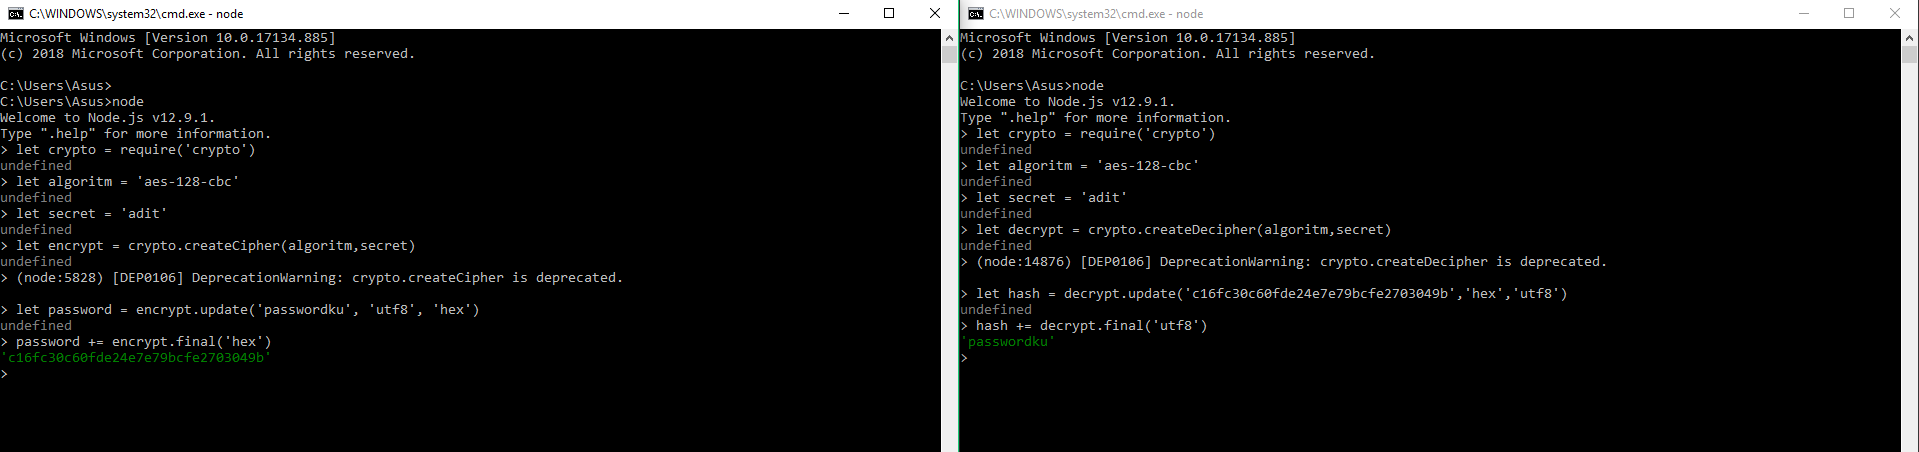 C:\WINDOWS\system32\cmd.exe - node
Microsoft Windows [Version 10.0.17134.885]
(c) 2018 Microsoft Corporation. All rights reserved.
C:\Users\Asus>
C:\Users\Asus>node
Welcome to Node.js v12.9.1.
Type ".help" for more information.
> let crypto = require('crypto')
undefined
> let algoritm = 'aes-128-cbc'
undefined
> let secret = 'adit'
undefined
> let encrypt = crypto.createCipher(algoritm,secret)
undefined
> (node:5828) [DEP0106] DeprecationWarning: crypto.createCipher is deprecated.
> let password = encrypt.update('passwordku', 'utf8', 'hex')
undefined
> password += encrypt.final('hex')
'c16fc30c60fde24e7e79bcfe2703049b'
>
C:\WINDOWS\system32\cmd.exe - node
Microsoft Windows [Version 10.0.17134.885]
(c) 2018 Microsoft Corporation. All rights reserved.
C:\Users\Asus>node
Welcome to Node.js v12.9.1.
Type ".help" for more information.
> let crypto = require('crypto')
undefined
> let algoritm = 'aes-128-cbc'
undefined
> let secret = 'adit'
undefined
> let decrypt = crypto.createDecipher(algoritm,secret)
undefined
> (node:14876) [DEP0106] DeprecationWarning: crypto.createDecipher is deprecated.
> let hash = decrypt.update('c16fc30c60fde24e7e79bcfe2703049b','hex','utf8')
undefined
> hash += decrypt.final('utf8')
'passwordku'
>